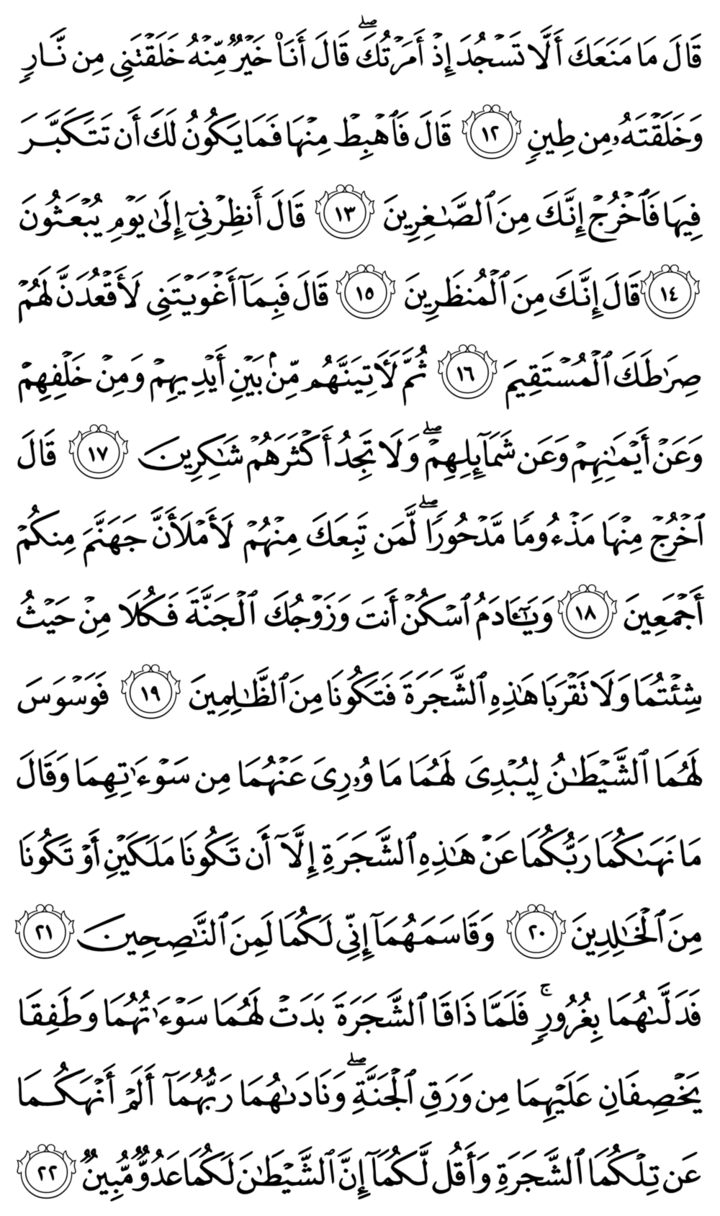 قَالَ مَا مَنَعَكَ أَلَّا تَسْجُدَ إِذْ أَمَرْتُكَ ۖ قَالَ أَنَا۠ خَيْرٌ مِّنْهُ خَلَقْتَنِى مِن نَّارٍ
وَخَلَقْتَهُۥ مِن طِينٍ ١٢ قَالَ فَٱهْبِطْ مِنْهَا فَمَا يَكُونُ لَكَ أَن تَتَكَبَّرَ
فِيهَا فَٱخْرُجْ إِنَّكَ مِنَ ٱلصَّـٰغِرِينَ ١٣ قَالَ أَنظِرْنِىٓ إِلَىٰ يَوْمِ يُبْعَثُونَ
١٤ قَالَ إِنَّكَ مِنَ ٱلْمُنظَرِينَ ١٥ قَالَ فَبِمَآ أَغْوَيْتَنِى لَأَقْعُدَنَّ لَهُمْ
صِرَٰطَكَ ٱلْمُسْتَقِيمَ ١٦ ثُمَّ لَـَٔاتِيَنَّهُم مِّنۢ بَيْنِ أَيْدِيهِمْ وَمِنْ خَلْفِهِمْ
وَعَنْ أَيْمَـٰنِهِمْ وَعَن شَمَآئِلِهِمْ ۖ وَلَا تَجِدُ أَكْثَرَهُمْ شَـٰكِرِينَ ١٧ قَالَ
ٱخْرُجْ مِنْهَا مَذْءُومًا مَّدْحُورًا ۖ لَّمَن تَبِعَكَ مِنْهُمْ لَأَمْلَأَنَّ جَهَنَّمَ مِنكُمْ
أَجْمَعِينَ ١٨ وَيَـٰٓـَٔادَمُ ٱسْكُنْ أَنتَ وَزَوْجُكَ ٱلْجَنَّةَ فَكُلَا مِنْ حَيْثُ
شِئْتُمَا وَلَا تَقْرَبَا هَـٰذِهِ ٱلشَّجَرَةَ فَتَكُونَا مِنَ ٱلظَّـٰلِمِينَ ١٩ فَوَسْوَسَ
لَهُمَا ٱلشَّيْطَـٰنُ لِيُبْدِىَ لَهُمَا مَا وُۥرِىَ عَنْهُمَا مِن سَوْءَٰتِهِمَا وَقَالَ
مَا نَهَىٰكُمَا رَبُّكُمَا عَنْ هَـٰذِهِ ٱلشَّجَرَةِ إِلَّآ أَن تَكُونَا مَلَكَيْنِ أَوْ تَكُونَا
مِنَ ٱلْخَـٰلِدِينَ ٢٠ وَقَاسَمَهُمَآ إِنِّى لَكُمَا لَمِنَ ٱلنَّـٰصِحِينَ ٢١
فَدَلَّىٰهُمَا بِغُرُورٍ ۚ فَلَمَّا ذَاقَا ٱلشَّجَرَةَ بَدَتْ لَهُمَا سَوْءَٰتُهُمَا وَطَفِقَا
يَخْصِفَانِ عَلَيْهِمَا مِن وَرَقِ ٱلْجَنَّةِ ۖ وَنَادَىٰهُمَا رَبُّهُمَآ أَلَمْ أَنْهَكُمَا
عَن تِلْكُمَا ٱلشَّجَرَةِ وَأَقُل لَّكُمَآ إِنَّ ٱلشَّيْطَـٰنَ لَكُمَا عَدُوٌّ مُّبِينٌ ٢٢